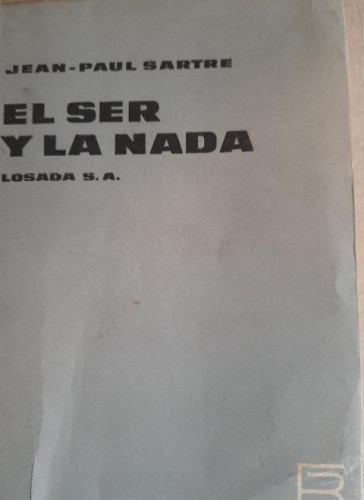 JEAN-PAUL SARTRE
EL SER
Y LA NADA
LOSADA S.A.